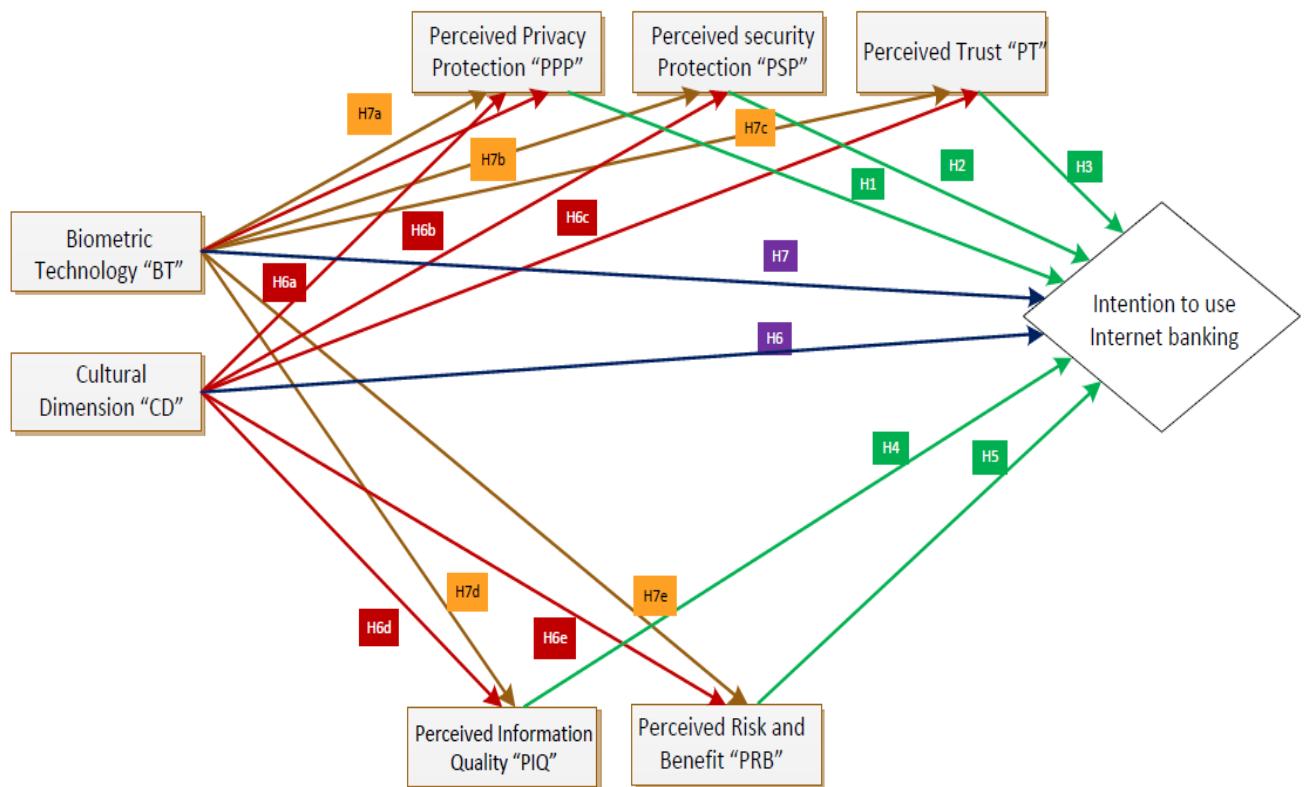 Perceived Privacy
Protection “PPP”
Perceived security
Protection “PSP”
Perceived Trust “PT”
H7a
H7b
H7c
H1
H2
H3
H6b
H6c
Biometric
Technology “BT”
H6a
H7
Intention to use
Internet banking
H6
Cultural
Dimension “CD”
H4
H5
H7d
H7e
H6d
H6e
Perceived Information
Quality “PIQ”
Perceived Risk and
Benefit “PRB”